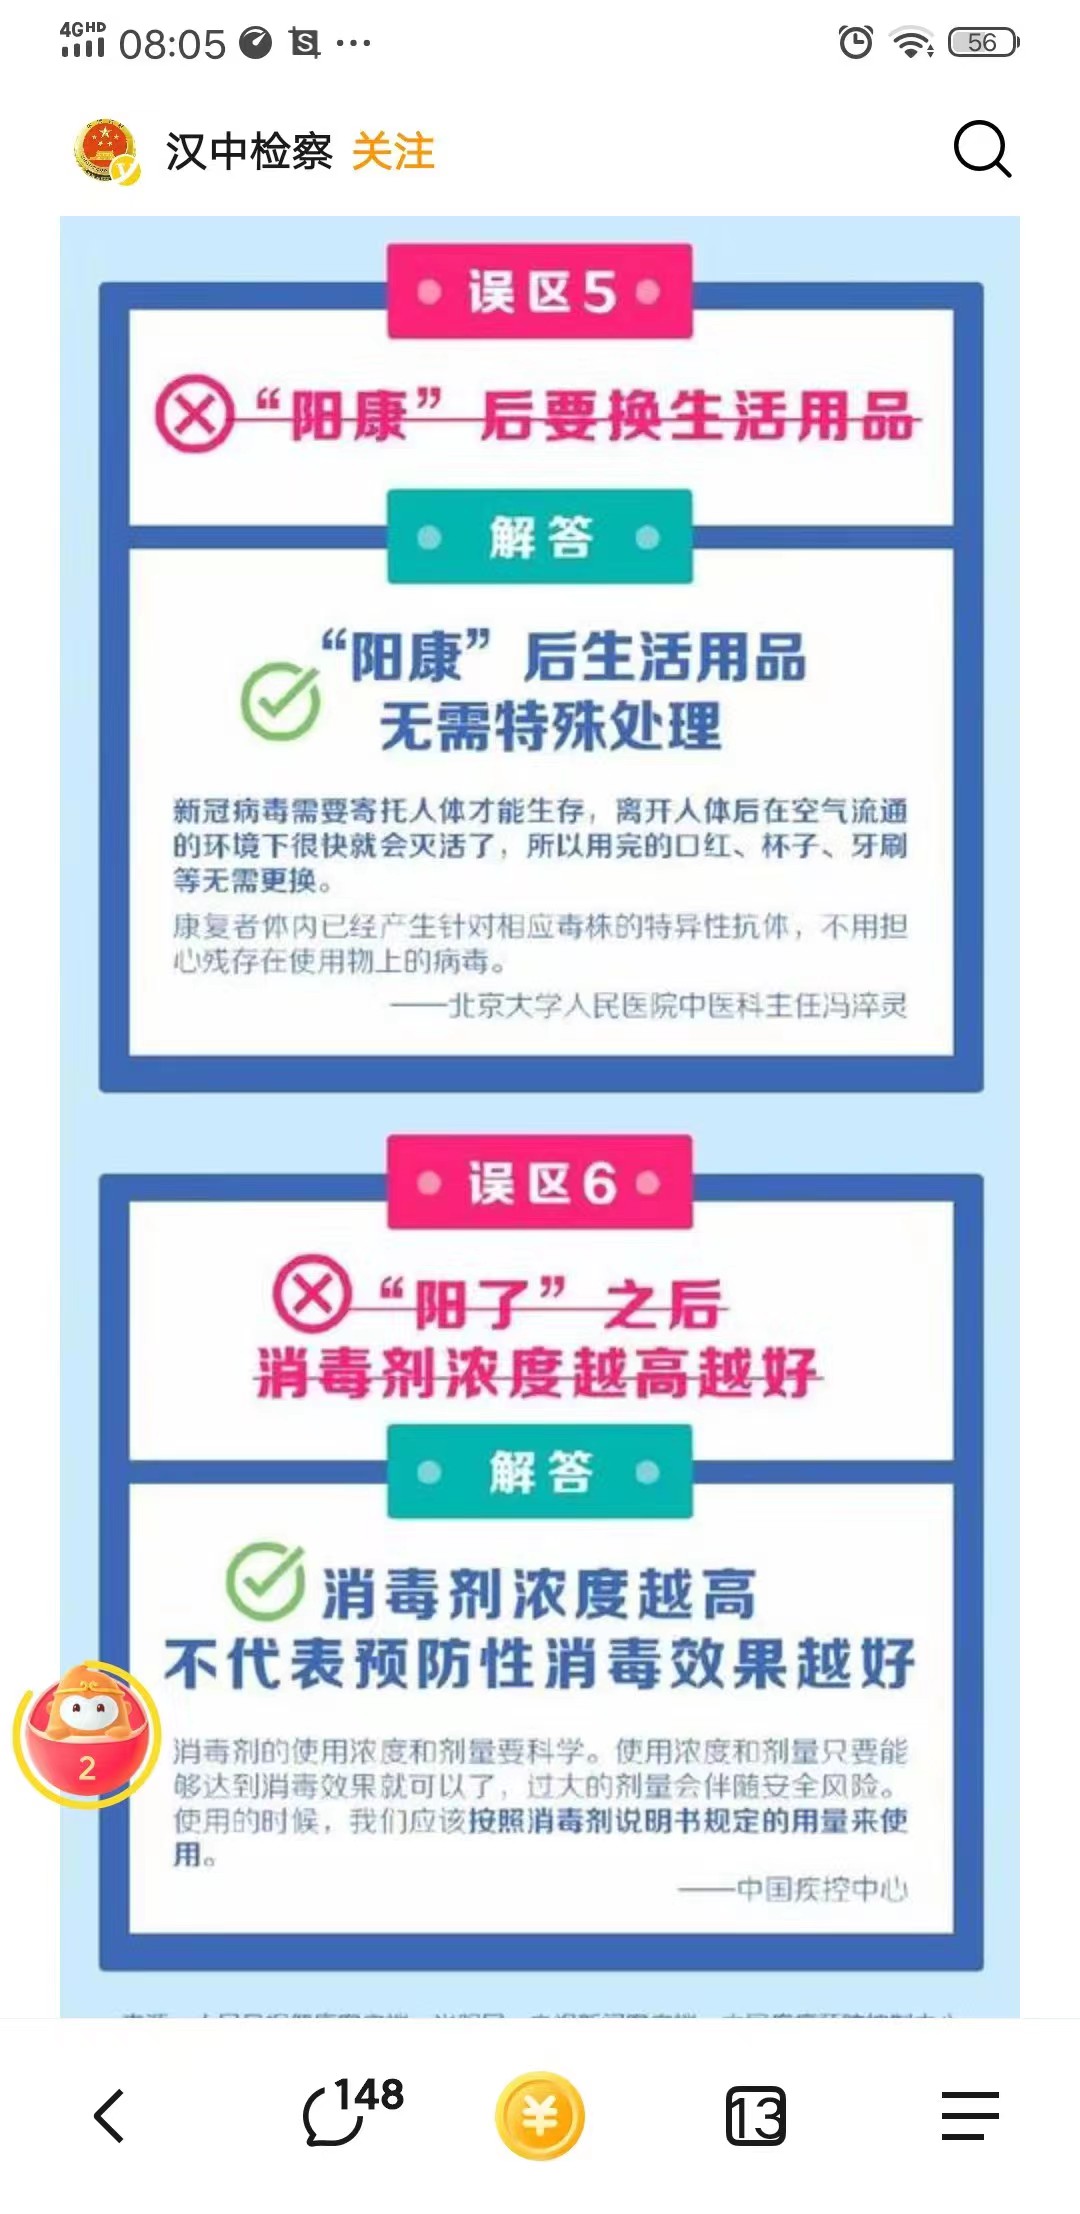 4GHD 08:05 56
汉中检察 关注
误区5
“阳康”后要换生活用品
解答
“阳康”后生活用品
无需特殊处理
新冠病毒需要寄托人体才能生存，离开人体后在空气流通
的环境下很快就会灭活了，所以用完的口红、杯子、牙刷
等无需更换。
康复者体内已经产生针对相应毒株的特异性抗体，不用担
心残存在使用物上的病毒。
——北京大学人民医院中医科主任冯淬灵
误区6
“阳了”之后
消毒剂浓度越高越好
解答
消毒剂浓度越高
不代表预防性消毒效果越好
消毒剂的使用浓度和剂量要科学。使用浓度和剂量只要能
够达到消毒效果就可以了，过大的剂量会伴随安全风险。
使用的时候，我们应该按照消毒剂说明书规定的用量来使
用。
——中国疾控中心
2
148
¥
13